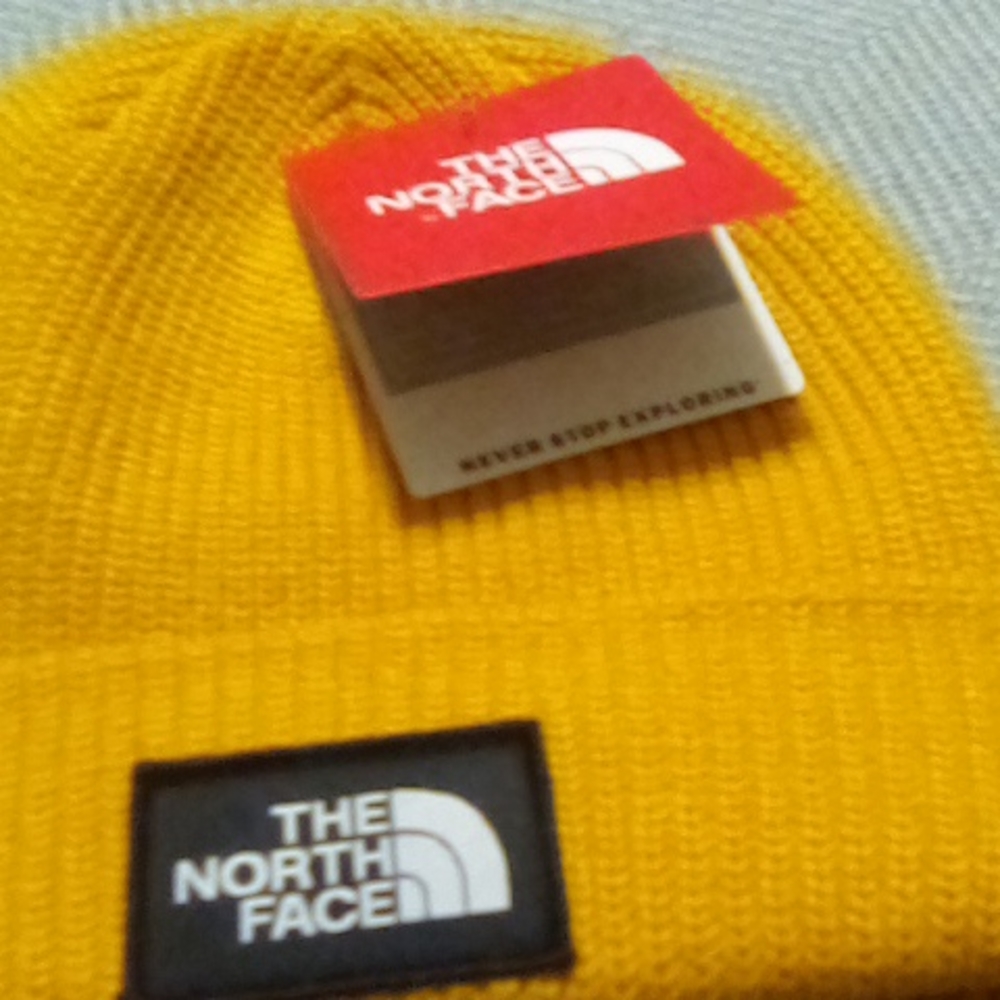 THE
NORTH
FACE
NEVER STOP EXPLORING
THE
NORTH
FACE